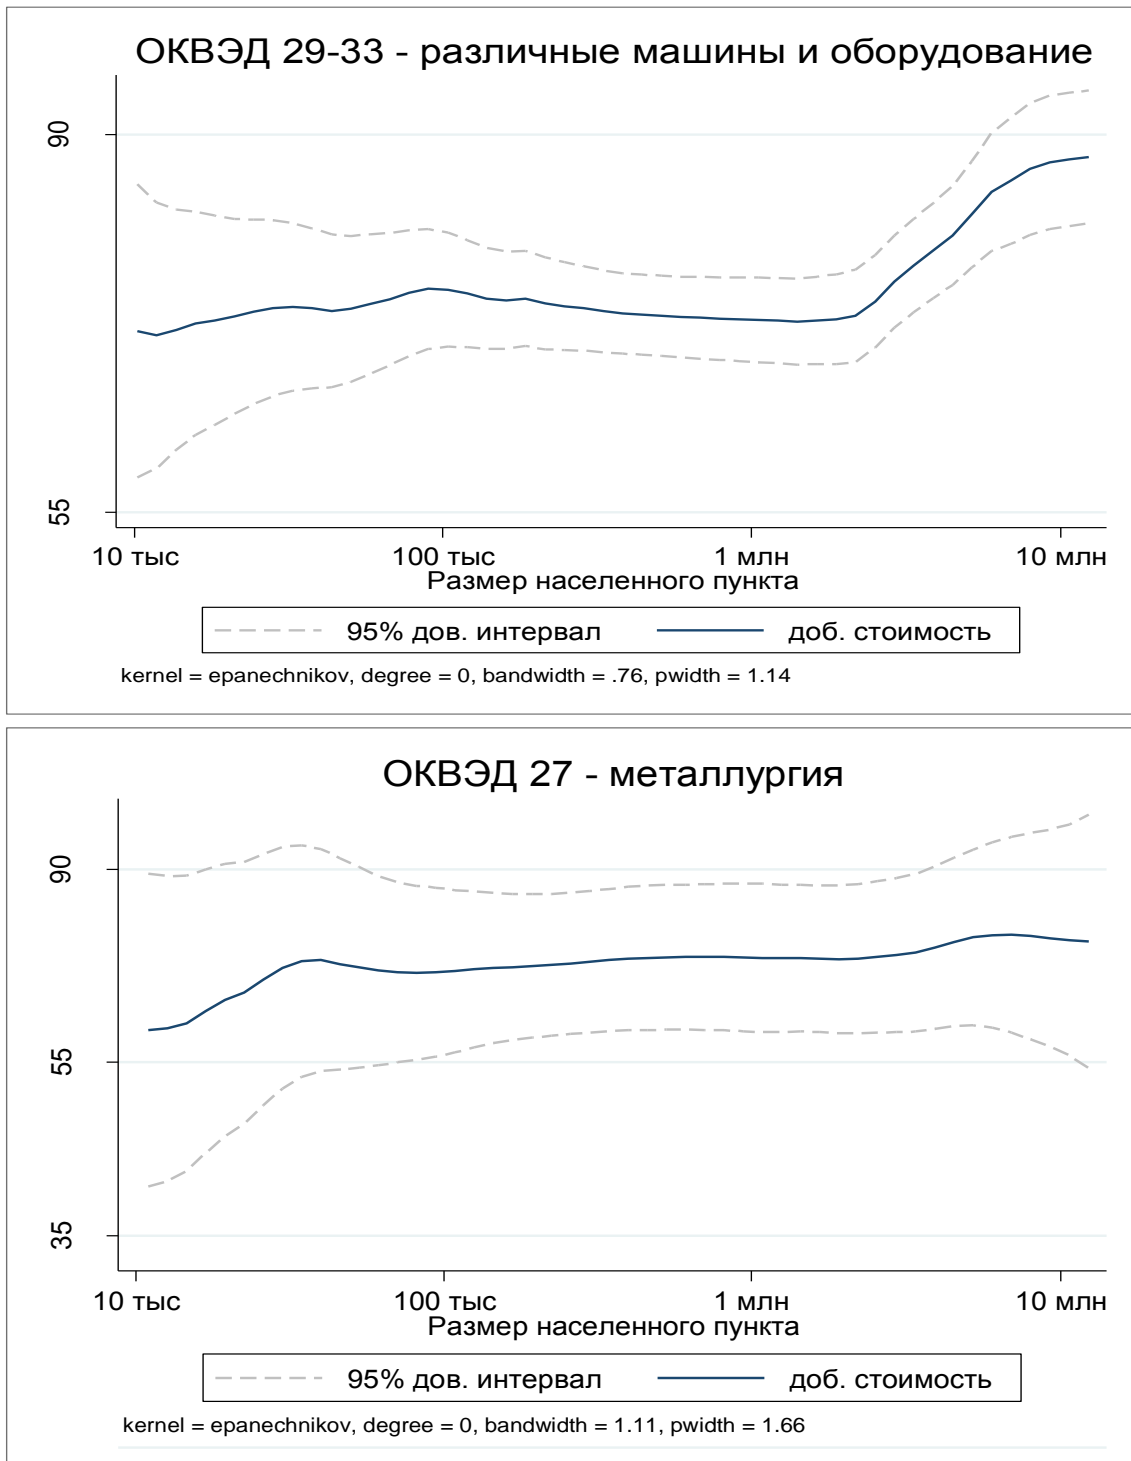 ОКВЭД 29-33 - различные машины и оборудование
90
55
10 тыс 100 тыс 1 млн 10 млн
Размер населенного пункта
95% дов. интервал доб. стоимость
kernel = epanechnikov, degree = 0, bandwidth = .76, pwidth = 1.14
ОКВЭД 27 - металлургия
90
55
35
10 тыс 100 тыс 1 млн 10 млн
Размер населенного пункта
95% дов. интервал доб. стоимость
kernel = epanechnikov, degree = 0, bandwidth = 1.11, pwidth = 1.66